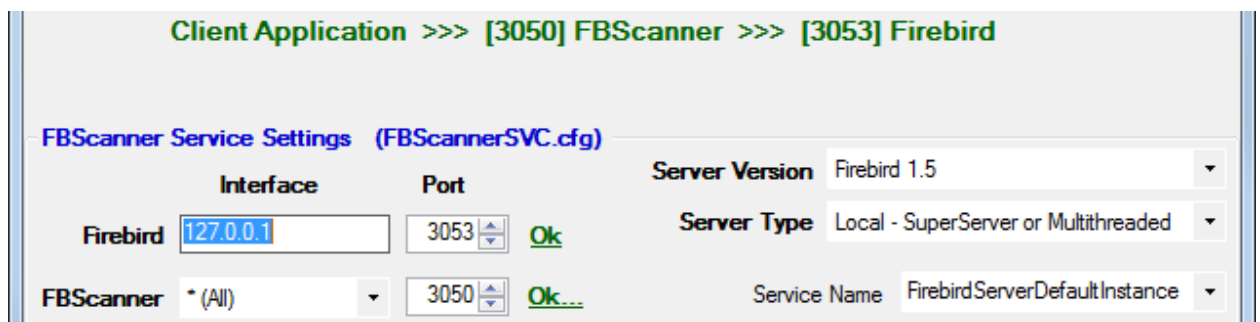 Client Application >>> [3050] FBScanner >>> [3053] Firebird
FBScanner Service Settings (FBScannerSVC.cfg)
Interface Port
Firebird 127.0.0.1 3053 Ok
FBScanner * (All) 3050 Ok...
Server Version Firebird 1.5
Server Type Local - SuperServer or Multithreaded
Service Name FirebirdServerDefaultInstance